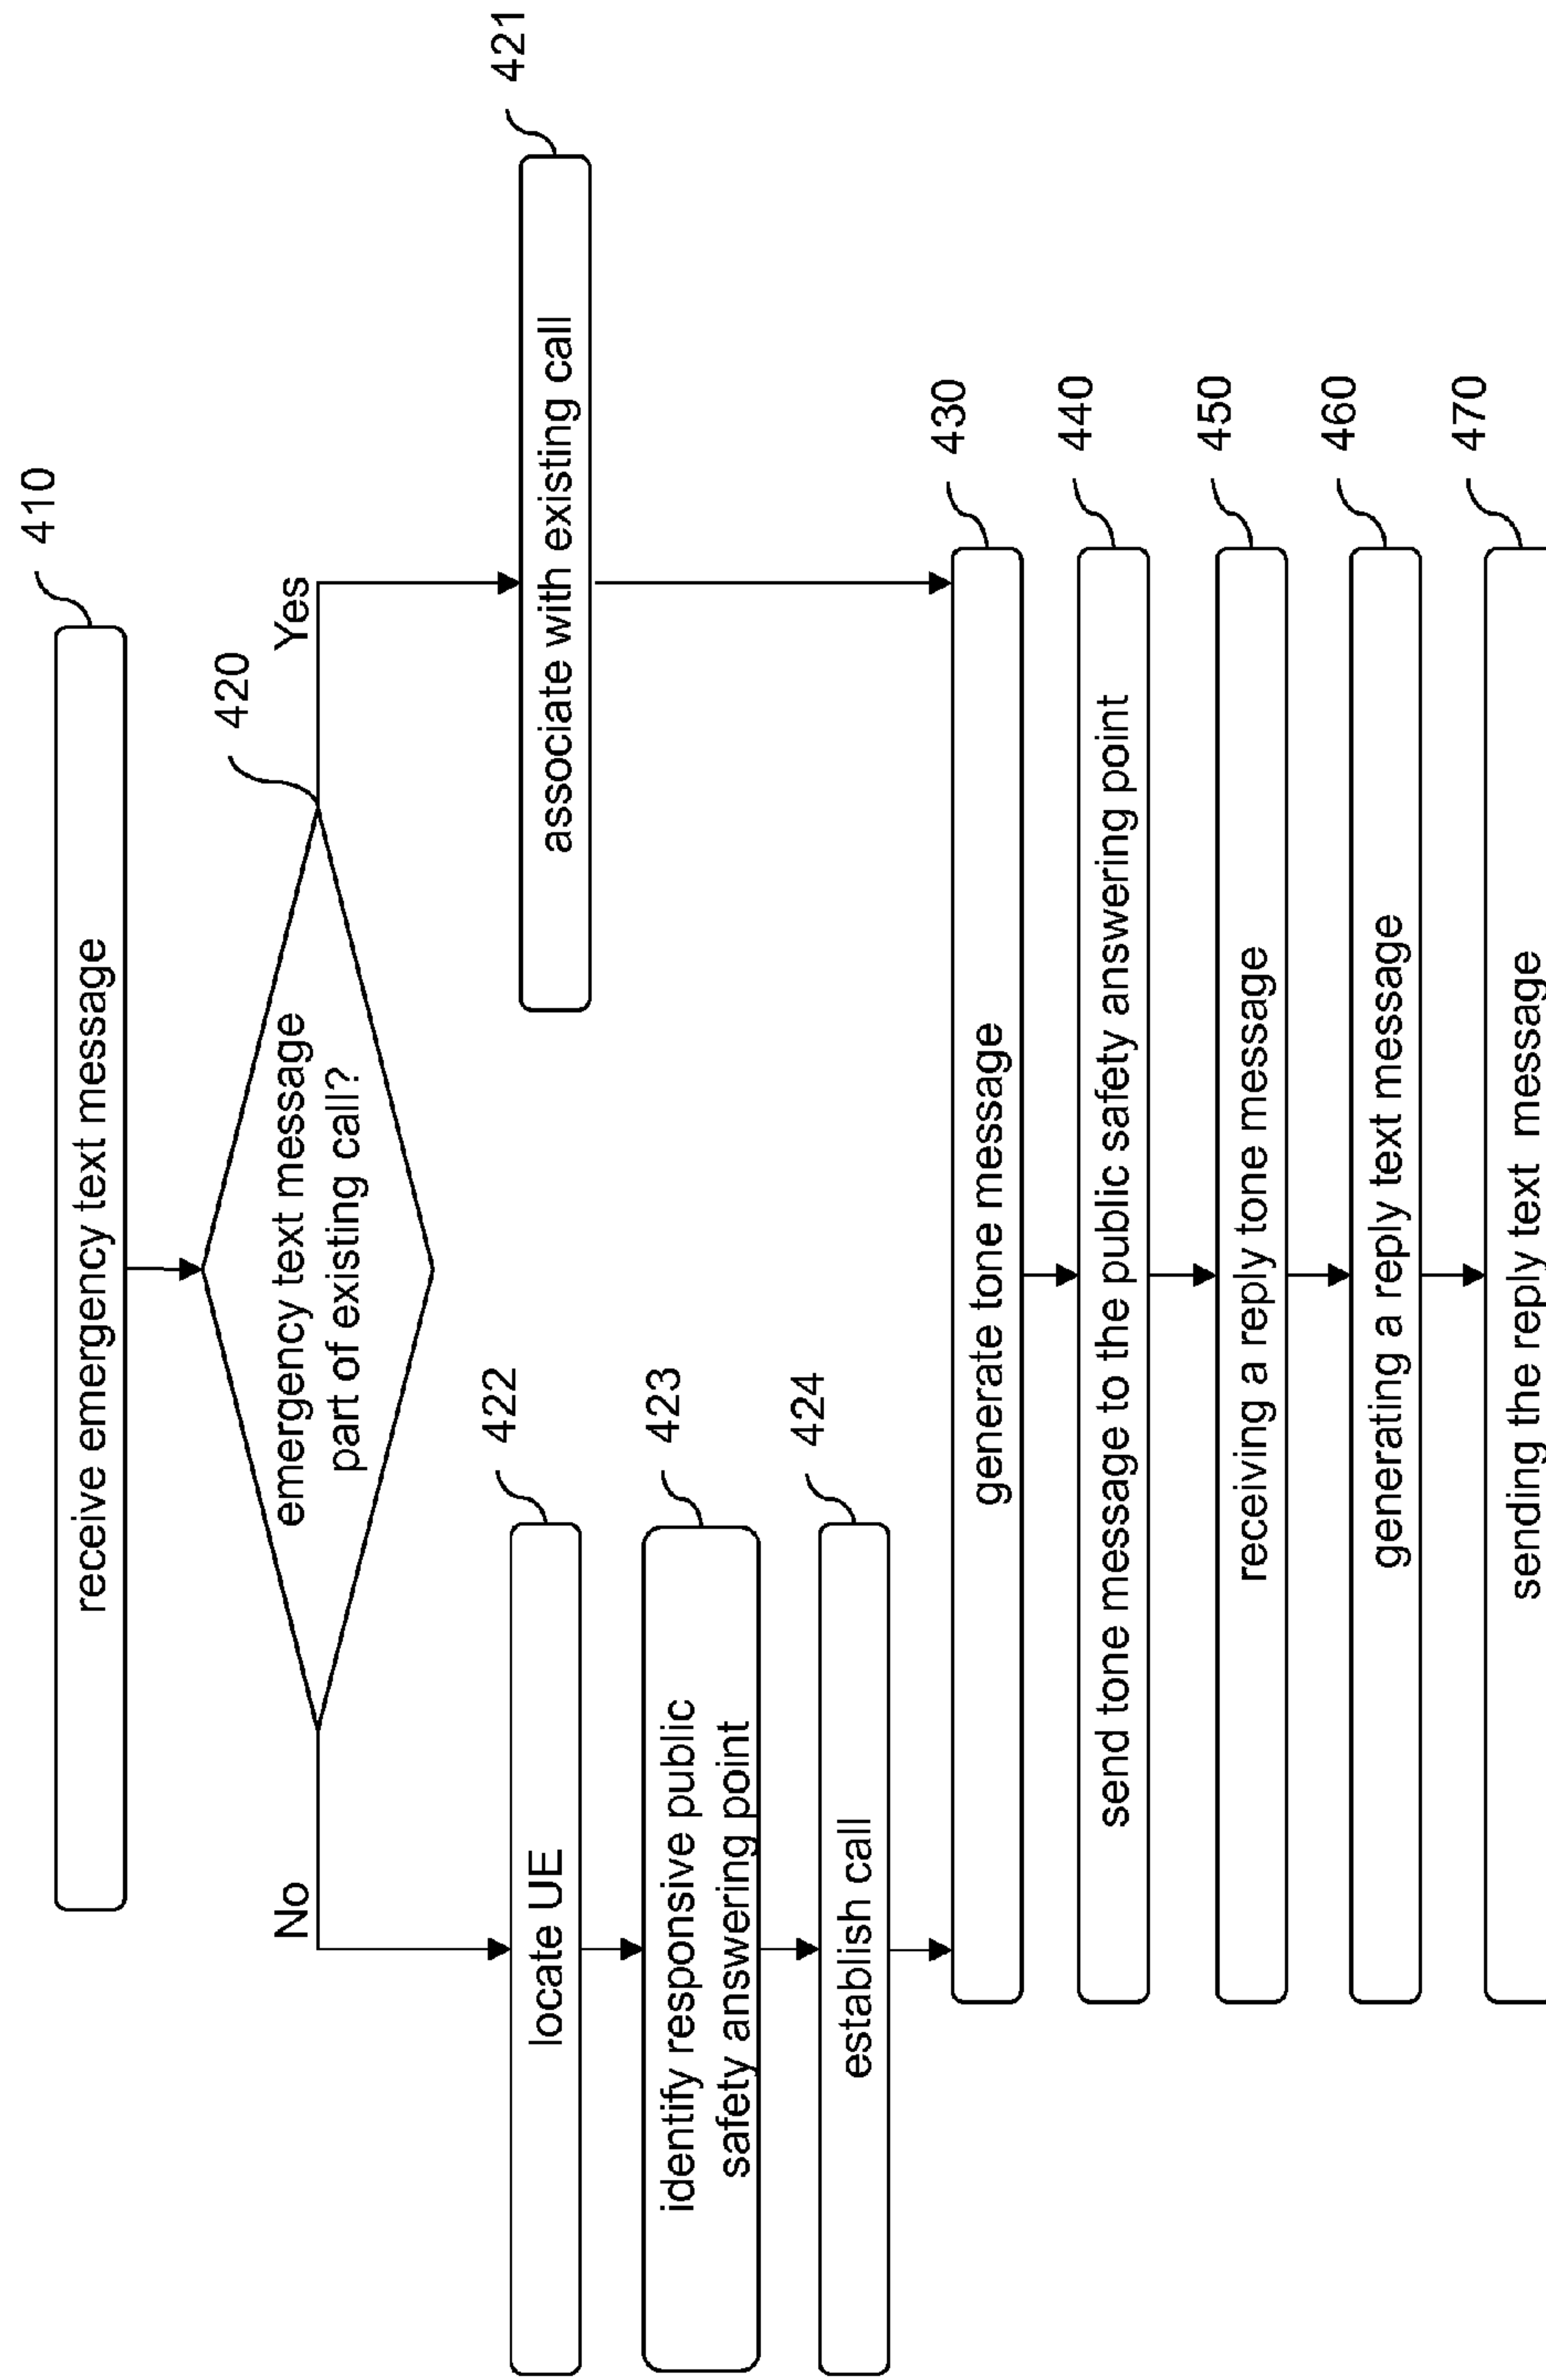 410
receive emergency text message
420
emergency text message
part of existing call?
Yes
No
421
associate with existing call
422
locate UE
423
identify responsive public
safety answering point
424
establish call
430
generate tone message
440
send tone message to the public safety answering point
450
receiving a reply tone message
460
generating a reply text message
470
sending the reply text message